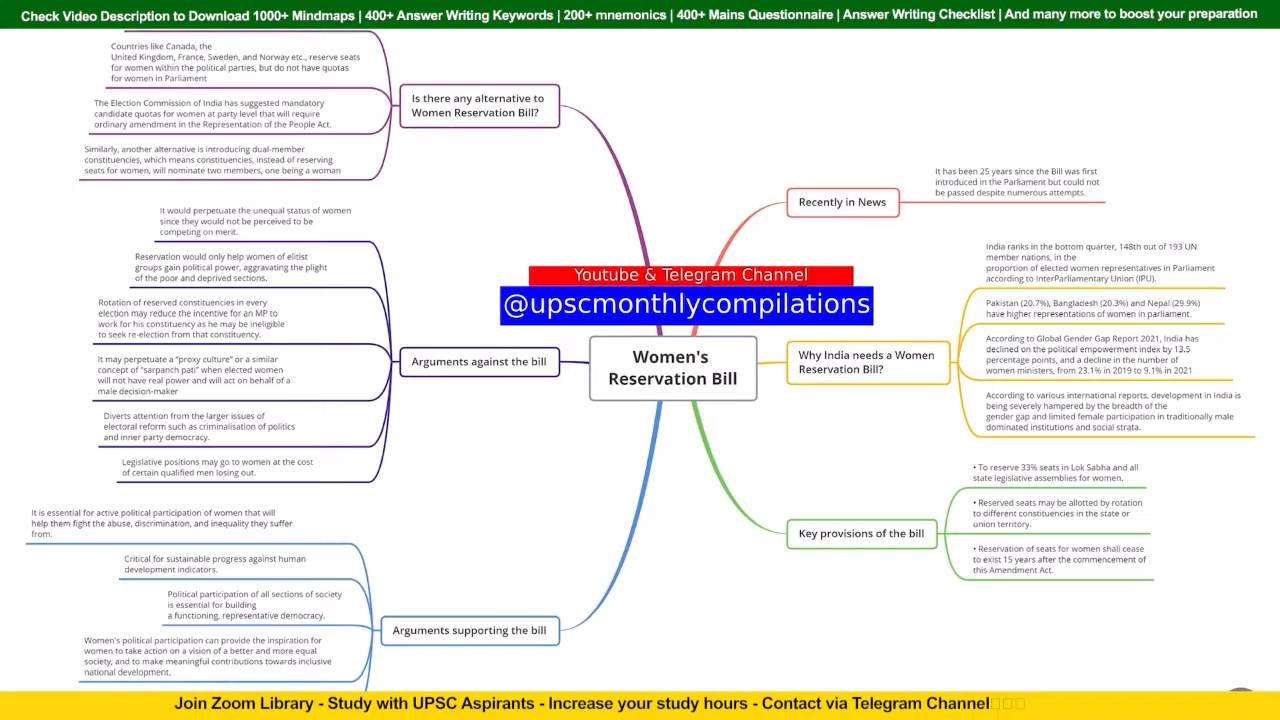 Check Video Description to Download 1000+ Mindmaps | 400+ Answer Writing Keywords | 200+ mnemonics | 400+ Mains Questionnaire | Answer Writing Checklist | And many more to boost your preparation
Countries like Canada, the
United Kingdom, France, Sweden, and Norway etc., reserve seats
for women within the political parties, but do not have quotas
for women in Parliament
The Election Commission of India has suggested mandatory
candidate quotas for women at party level that will require
ordinary amendment in the Representation of the People Act.
Similarly, another alternative is introducing dual-member
constituencies, which means constituencies, instead of reserving
seats for women, will nominate two members, one being a woman
Is there any alternative to
Women Reservation Bill?
It would perpetuate the unequal status of women
since they would not be perceived to be
competing on merit.
Reservation would only help women of elitist
groups gain political power, aggravating the plight
of the poor and deprived sections.
Rotation of reserved constituencies in every
election may reduce the incentive for an MP to
work for his constituency as he may be ineligible
to seek re-election from that constituency.
It may perpetuate a “proxy culture” or a similar
concept of “sarpanch pati” when elected women
will not have real power and will act on behalf of a
male decision-maker
Diverts attention from the larger issues of
electoral reform such as criminalisation of politics
and inner party democracy.
Legislative positions may go to women at the cost
of certain qualified men losing out.
Arguments against the bill
It is essential for active political participation of women that will
help them fight the abuse, discrimination, and inequality they suffer
from.
Critical for sustainable progress against human
development indicators.
Political participation of all sections of society
is essential for building
a functioning, representative democracy.
Women's political participation can provide the inspiration for
women to take action on a vision of a better and more equal
society, and to make meaningful contributions towards inclusive
national development.
Arguments supporting the bill
Youtube & Telegram Channel
@upscmonthlycompilations
Women's
Reservation Bill
Recently in News
It has been 25 years since the Bill was first
introduced in the Parliament but could not
be passed despite numerous attempts.
Why India needs a Women
Reservation Bill?
India ranks in the bottom quarter, 148th out of 193 UN
member nations, in the
proportion of elected women representatives in Parliament
according to InterParliamentary Union (IPU).
Pakistan (20.7%), Bangladesh (20.3%) and Nepal (29.9%)
have higher representations of women in parliament.
According to Global Gender Gap Report 2021, India has
declined on the political empowerment index by 13.5
percentage points, and a decline in the number of
women ministers, from 23.1% in 2019 to 9.1% in 2021
According to various international reports, development in India is
being severely hampered by the breadth of the
gender gap and limited female participation in traditionally male
dominated institutions and social strata.
Key provisions of the bill
• To reserve 33% seats in Lok Sabha and all
state legislative assemblies for women.
• Reserved seats may be allotted by rotation
to different constituencies in the state or
union territory.
• Reservation of seats for women shall cease
to exist 15 years after the commencement of
this Amendment Act.
Join Zoom Library - Study with UPSC Aspirants - Increase your study hours - Contact via Telegram Channel